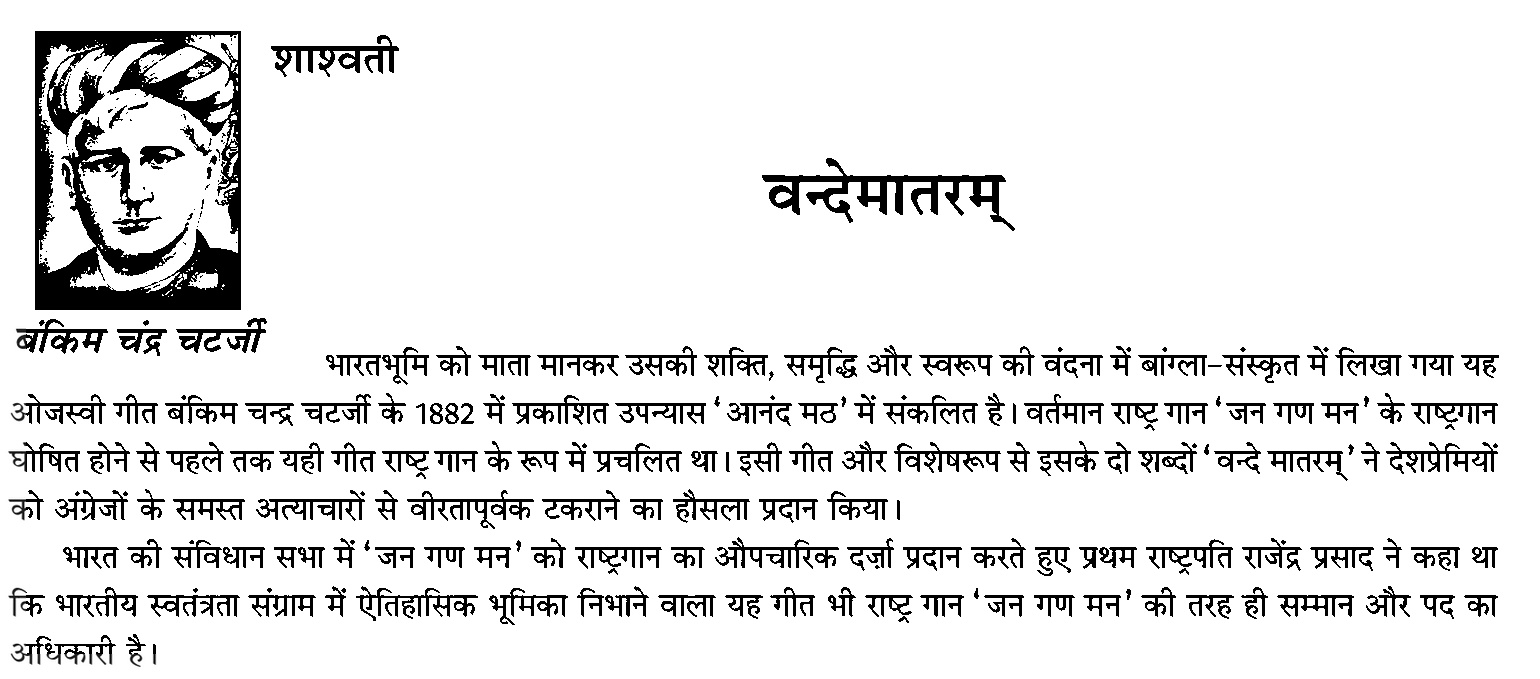 शाश्वती
वन्देमातरम्
बंकिम चंद्र चटर्जी
भारतभूमि को माता मानकर उसकी शक्ति, समृद्धि और स्वरूप की वंदना में बांग्ला-संस्कृत में लिखा गया यह
ओजस्वी गीत बंकिम चन्द्र चटर्जी के 1882 में प्रकाशित उपन्यास ‘आनंद मठ’ में संकलित है। वर्तमान राष्ट्र गान ‘जन गण मन’ के राष्ट्रगान
घोषित होने से पहले तक यही गीत राष्ट्र गान के रूप में प्रचलित था। इसी गीत और विशेषरूप से इसके दो शब्दों ‘वन्दे मातरम्’ ने देशप्रेमियों
को अंग्रेजों के समस्त अत्याचारों से वीरतापूर्वक टकराने का हौसला प्रदान किया।
भारत की संविधान सभा में ‘जन गण मन’ को राष्ट्रगान का औपचारिक दर्ज़ा प्रदान करते हुए प्रथम राष्ट्रपति राजेंद्र प्रसाद ने कहा था
कि भारतीय स्वतंत्रता संग्राम में ऐतिहासिक भूमिका निभाने वाला यह गीत भी राष्ट्र गान ‘जन गण मन’ की तरह ही सम्मान और पद का
अधिकारी है।